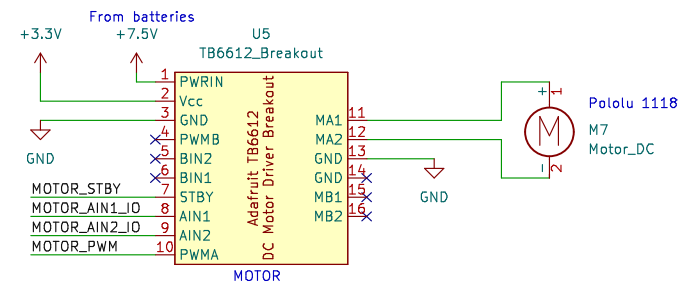 From batteries
+3.3V
+7.5V
U5
TB6612_Breakout
1 PWRIN
2 Vcc
3 GND
4 PWMB
5 BIN2
6 BIN1
MOTOR_STBY 7 STBY
MOTOR_AIN1_IO 8 AIN1
MOTOR_AIN2_IO 9 AIN2
MOTOR_PWM 10 PWMA
GND
Adafruit TB6612
DC Motor Driver Breakout
MA1 11
MA2 12
GND 13
GND 14
MB1 15
MB2 16
GND
MOTOR
+ 1
M
- 2
Pololu 1118
M7
Motor_DC